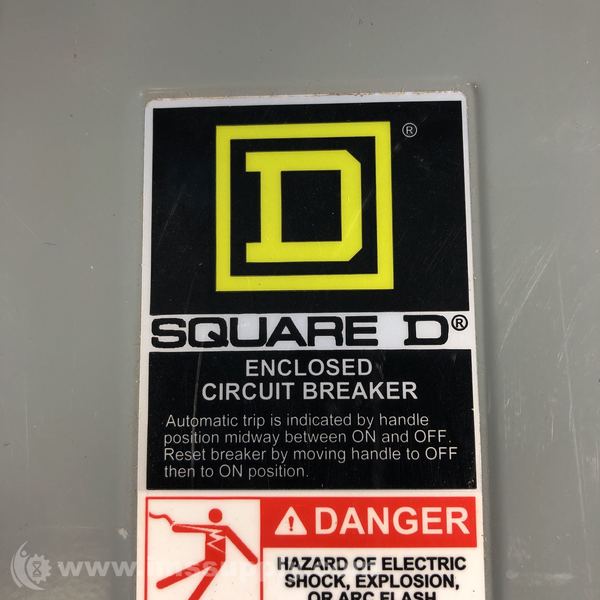 D®
SQUARE D®
ENCLOSED
CIRCUIT BREAKER
Automatic trip is indicated by handle
position midway between ON and OFF.
Reset breaker by moving handle to OFF
then to ON position.
⚠ DANGER
HAZARD OF ELECTRIC
SHOCK, EXPLOSION,
OR ARC FLASH